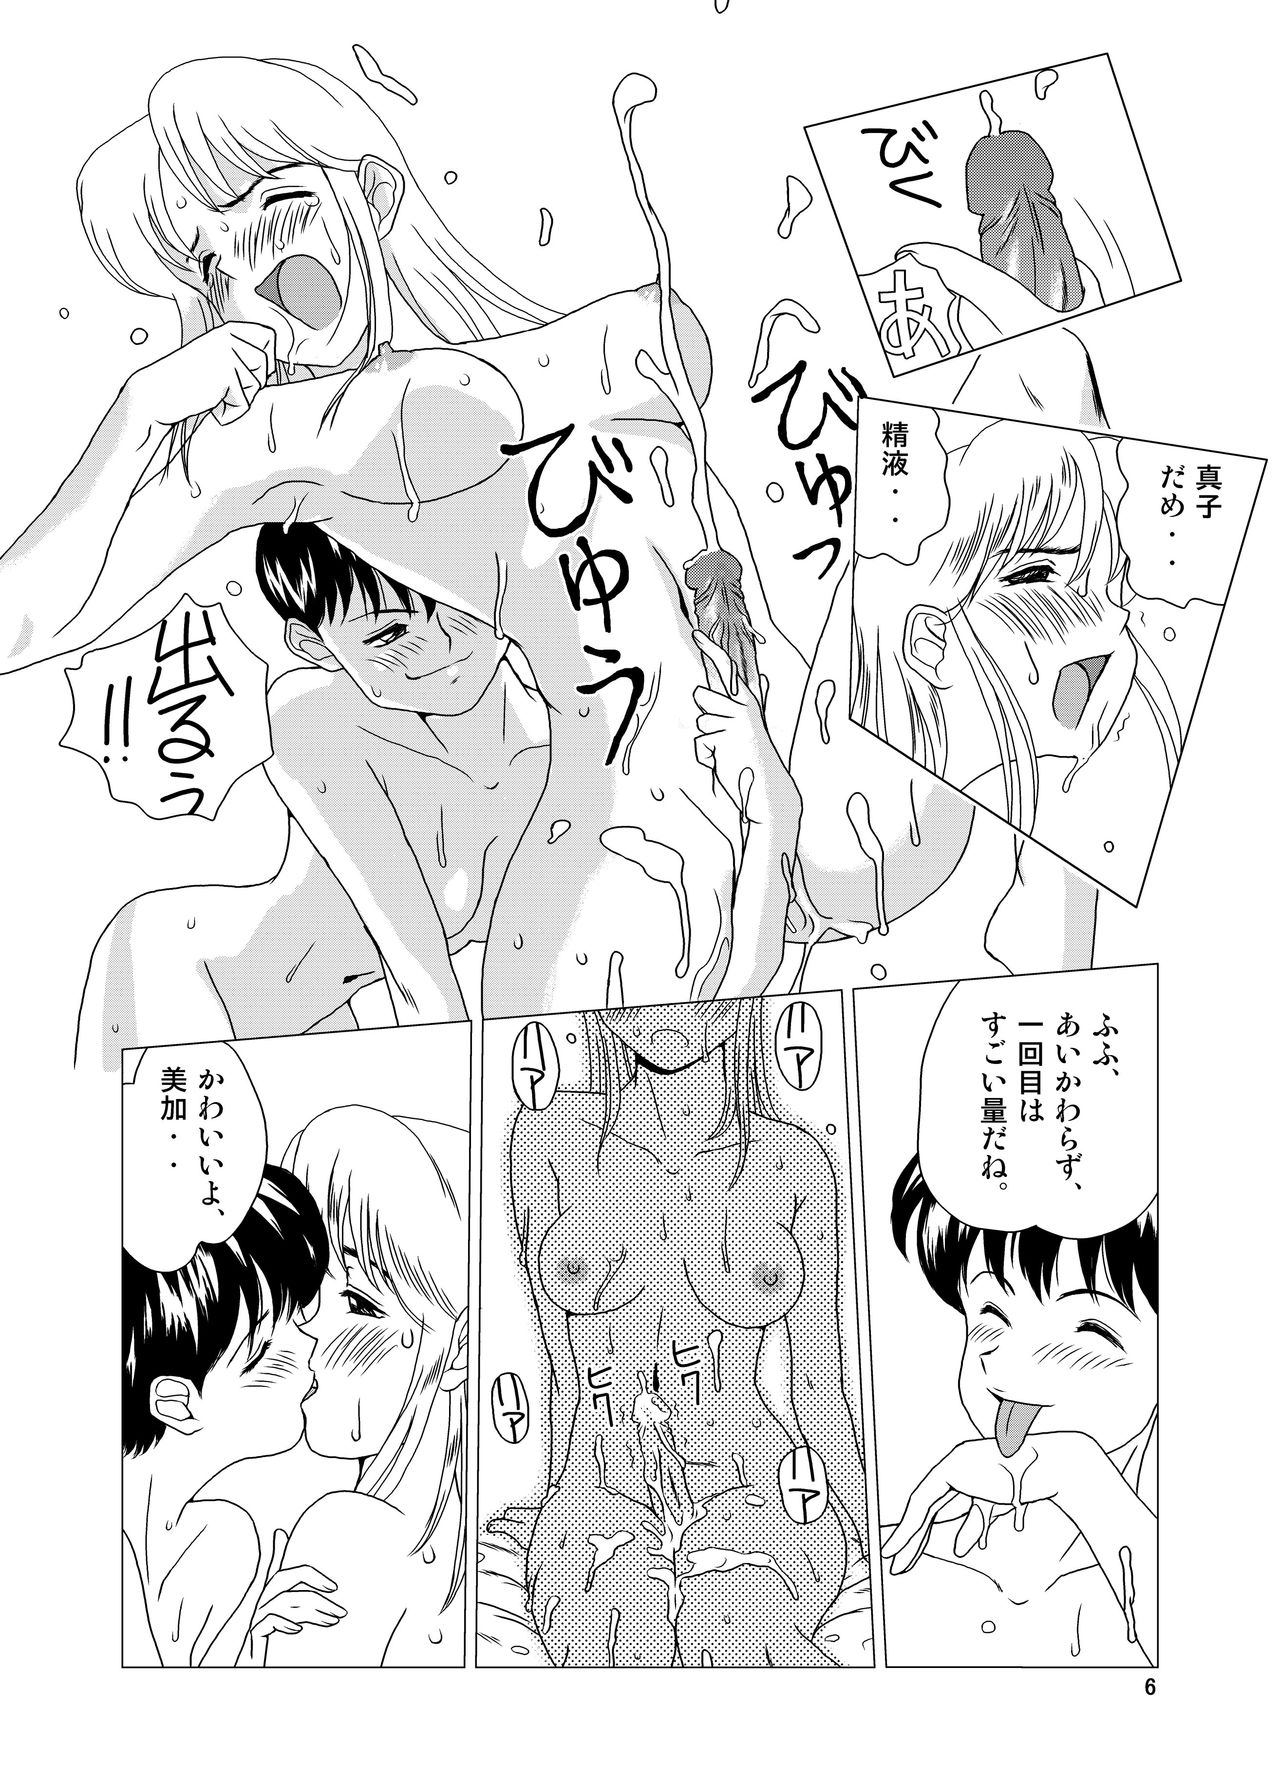 びく
あ
真子
だめ・・
精液・・
びゅっ
びゅう
出るぅ
!!
ふふ、
あいかわらず、
一回目は
すごい量だね。
ハア
ハア
ヒク
ヒク
ハア
ハア
かわいいよ、
美加・・
6